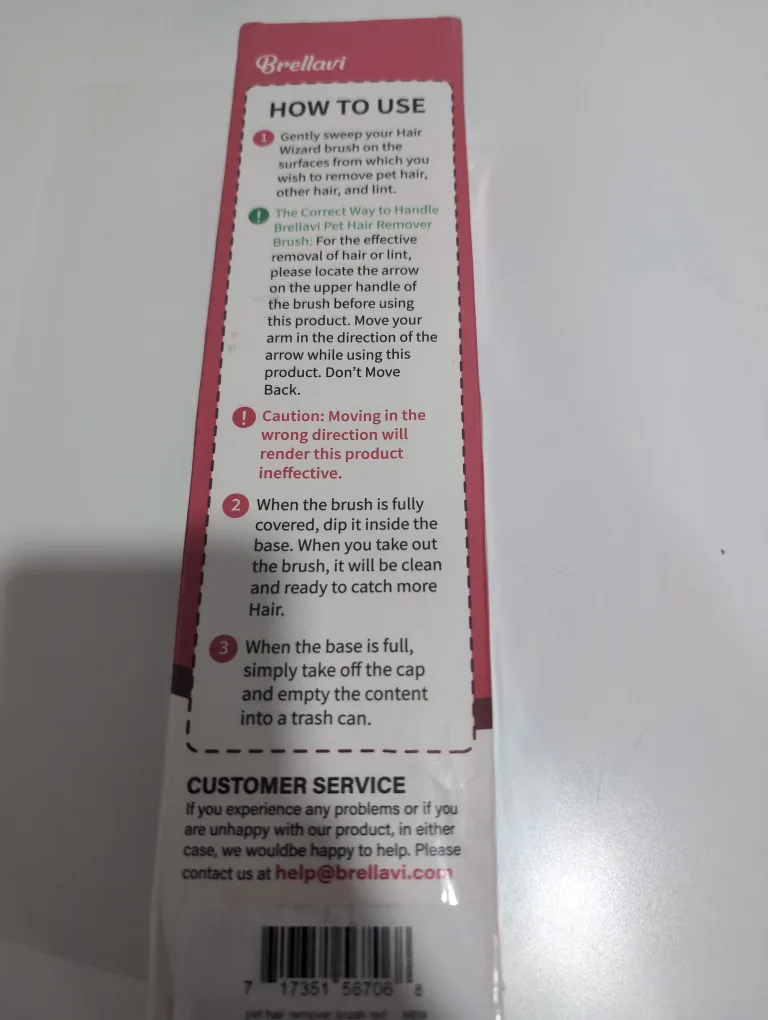 Brellavi
HOW TO USE
1 Gently sweep your Hair
Wizard brush on the
surfaces from which you
wish to remove pet hair,
other hair, and lint.
! The Correct Way to Handle
Brellavi Pet Hair Remover
Brush: For the effective
removal of hair or lint,
please locate the arrow
on the upper handle of
the brush before using
this product. Move your
arm in the direction of the
arrow while using this
product. Don't Move
Back.
! Caution: Moving in the
wrong direction will
render this product
ineffective.
2 When the brush is fully
covered, dip it inside the
base. When you take out
the brush, it will be clean
and ready to catch more
Hair.
3 When the base is full,
simply take off the cap
and empty the content
into a trash can.
CUSTOMER SERVICE
If you experience any problems or if you
are unhappy with our product, in either
case, we wouldbe happy to help. Please
contact us at help@brellavi.com
7 17351 56706 8
pet hair remover brush red